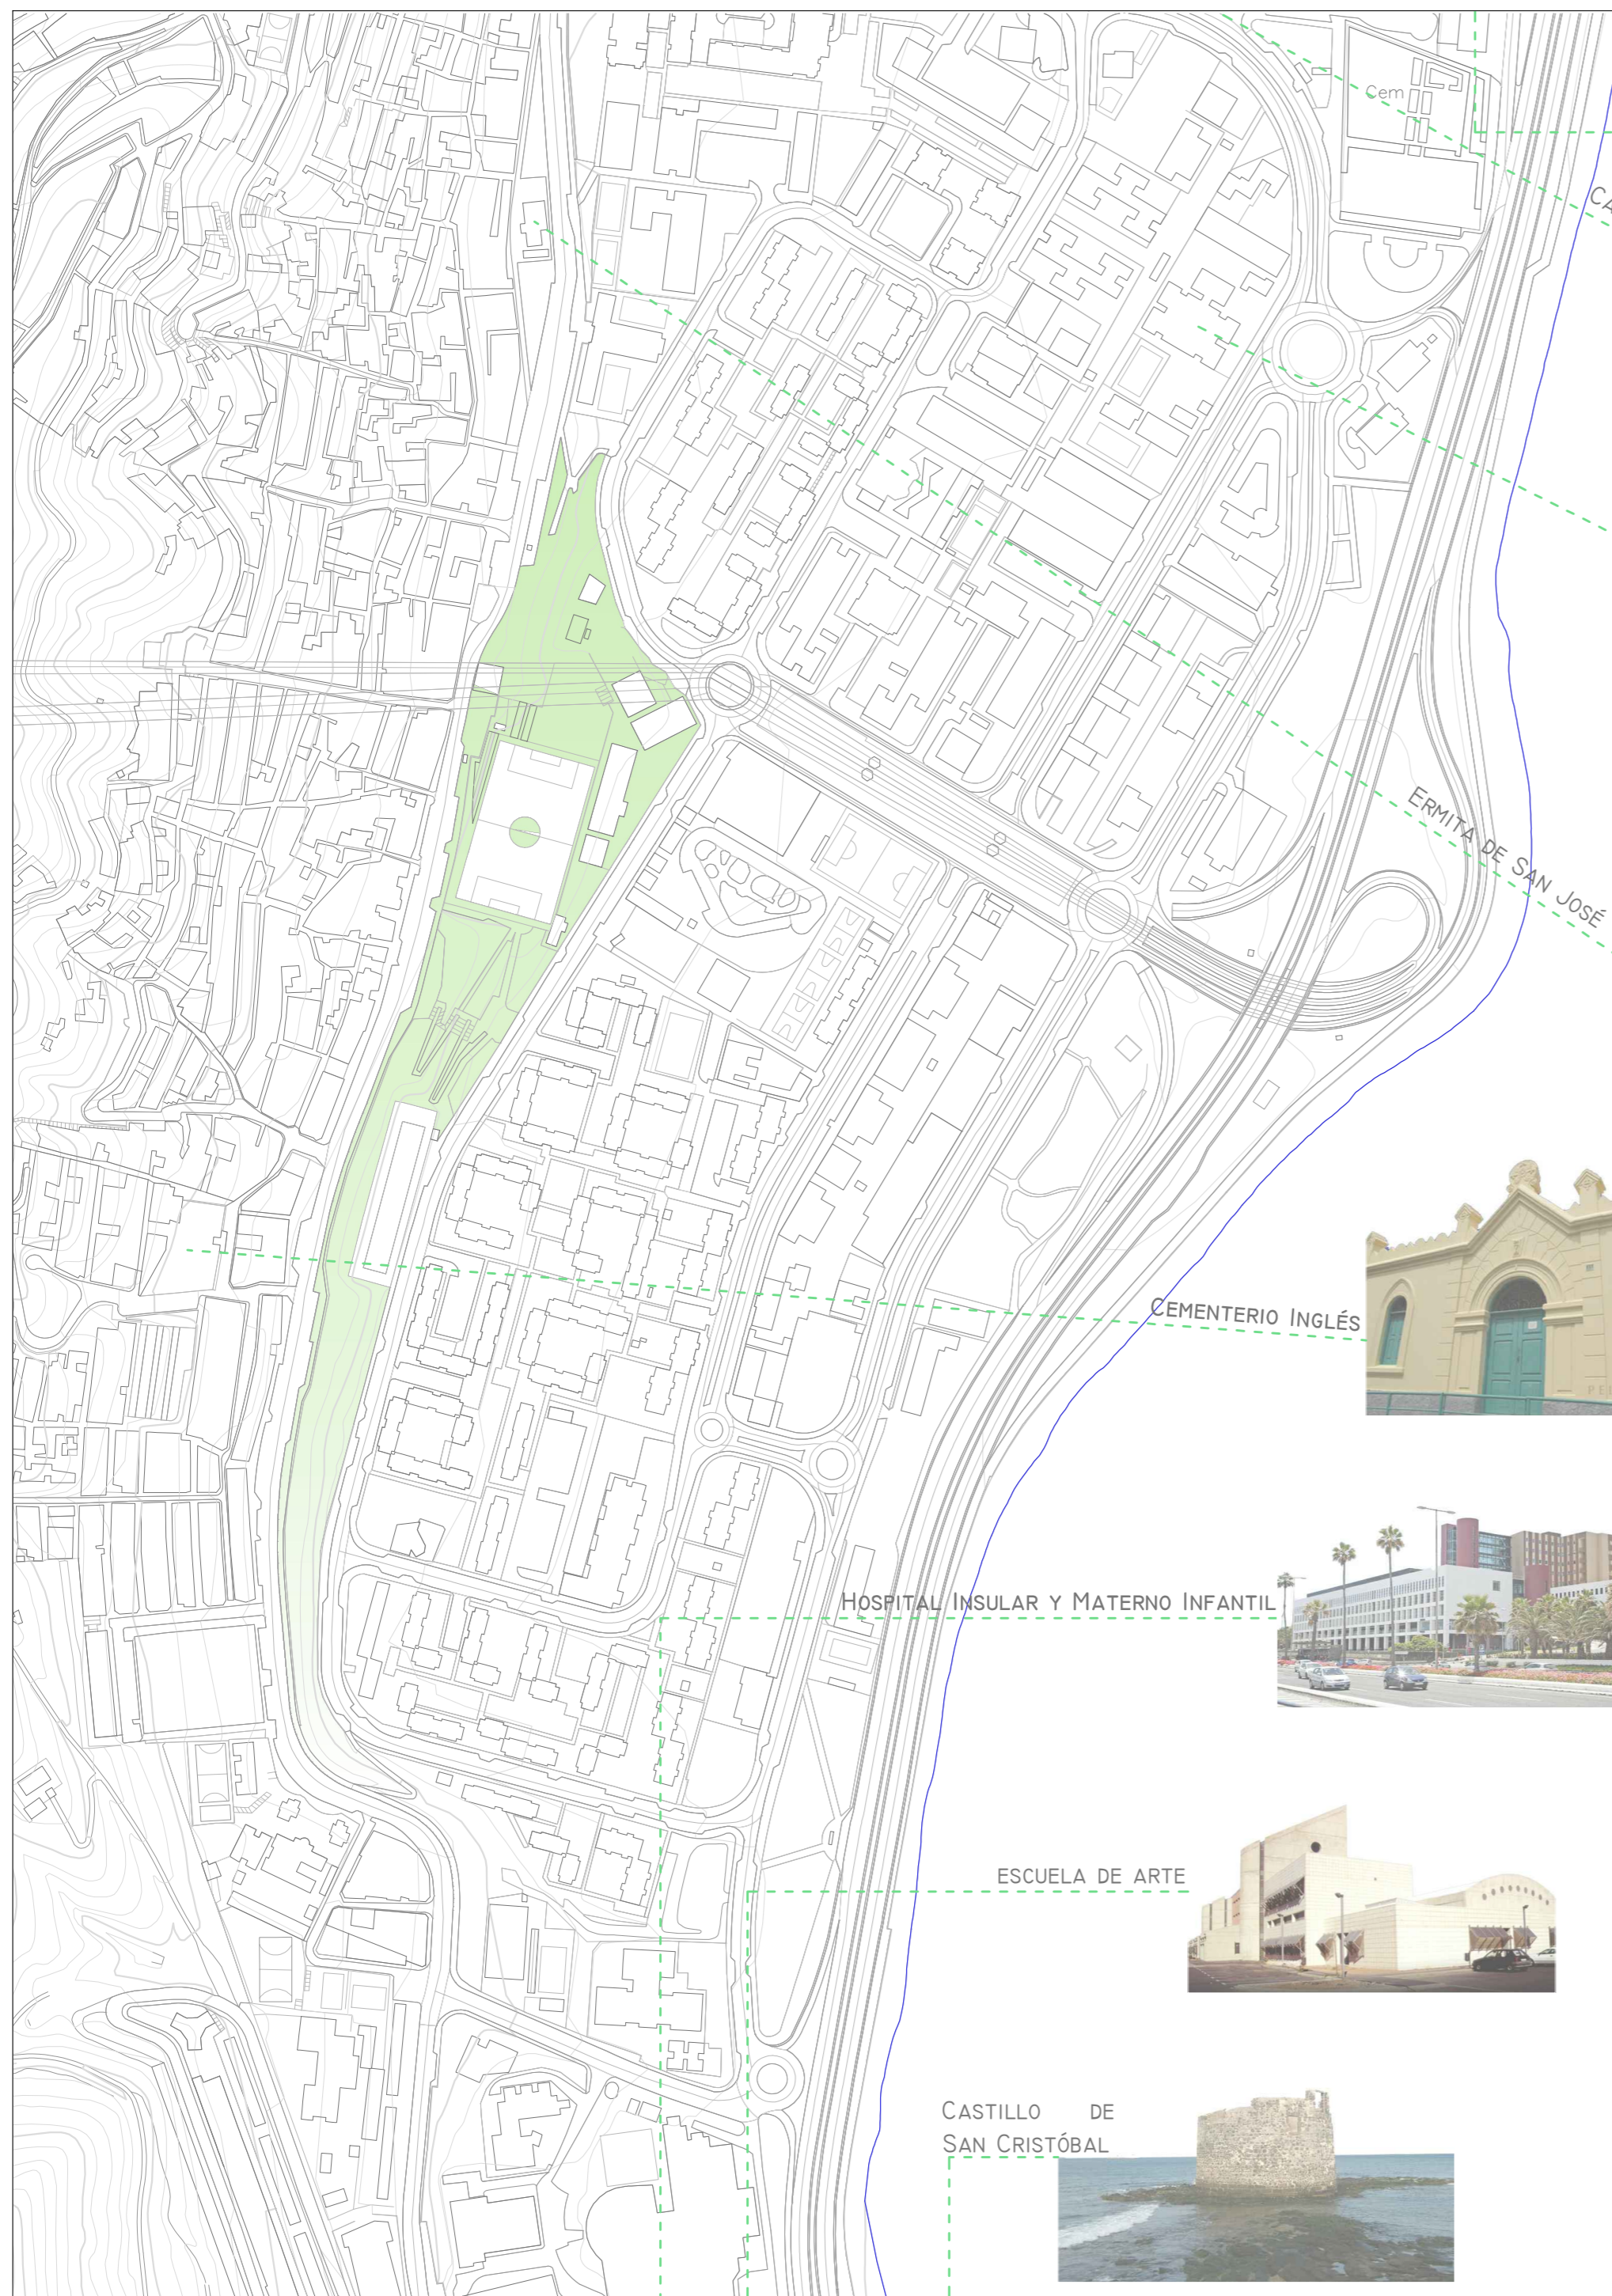 Cem
CA
ERMITA DE SAN JOSÉ
CEMENTERIO INGLÉS
HOSPITAL INSULAR Y MATERNO INFANTIL
ESCUELA DE ARTE
CASTILLO DE
SAN CRISTÓBAL